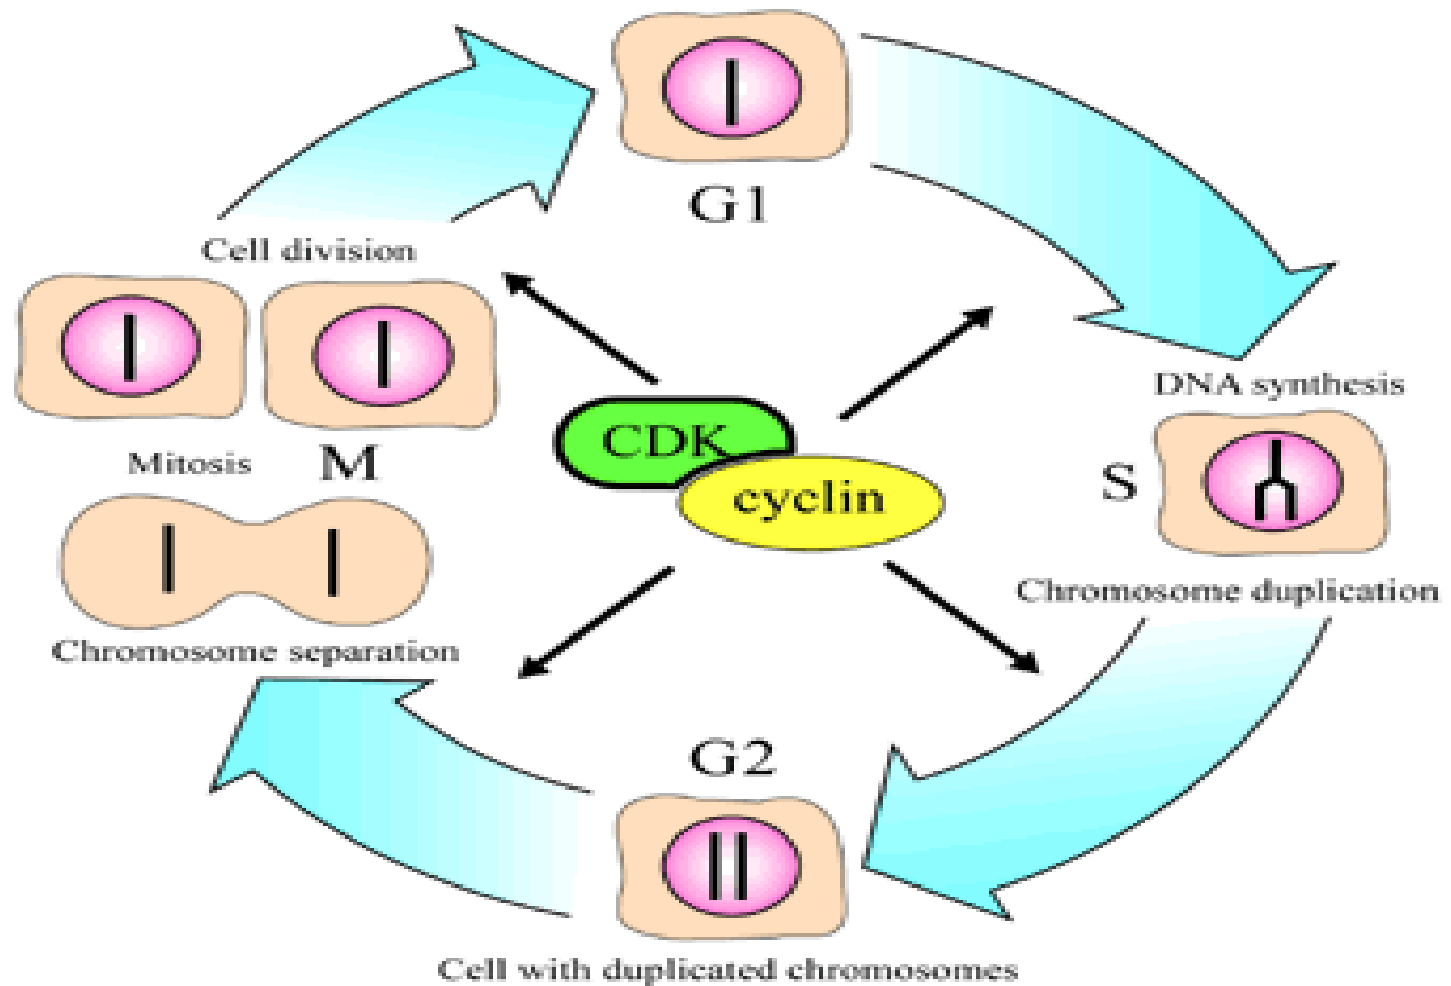 G1
Cell division
DNA synthesis
CDK
cyclin
S
Mitosis
M
Chromosome duplication
Chromosome separation
G2
Cell with duplicated chromosomes